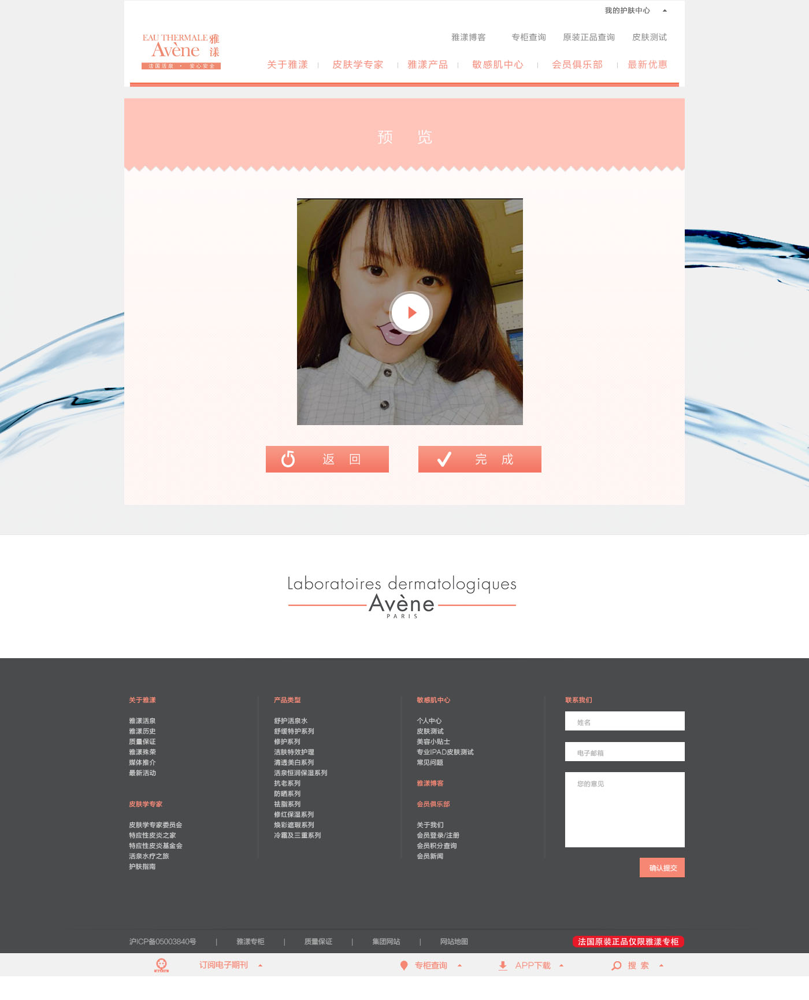 我的护肤中心
EAU THERMALE 雅漾
Avène
法国活泉 · 安心安全
雅漾博客 专柜查询 原装正品查询 皮肤测试
关于雅漾 皮肤学专家 雅漾产品 敏感肌中心 会员俱乐部 最新优惠
预 览
返 回
完 成
Laboratoires dermatologiques
Avène
PARIS
关于雅漾
雅漾活泉
雅漾历史
质量保证
雅漾殊荣
媒体推介
最新活动
皮肤学专家
皮肤学专家委员会
特应性皮炎之家
特应性皮炎基金会
活泉水疗之旅
护肤指南
产品类型
舒护活泉水
舒缓特护系列
修护系列
洁肤特效护理
清透美白系列
活泉恒润保湿系列
抗老系列
防晒系列
祛脂系列
修红保湿系列
焕彩遮瑕系列
冷霜及三重系列
敏感肌中心
个人中心
皮肤测试
美容小贴士
专业IPAD皮肤测试
常见问题
雅漾博客
会员俱乐部
关于我们
会员登录/注册
会员积分查询
会员新闻
联系我们
姓名
电子邮箱
您的意见
确认提交
沪ICP备05003840号 | 雅漾专柜 | 质量保证 | 集团网站 | 网站地图
法国原装正品仅限雅漾专柜
订阅电子期刊 专柜查询 APP下载 搜 索